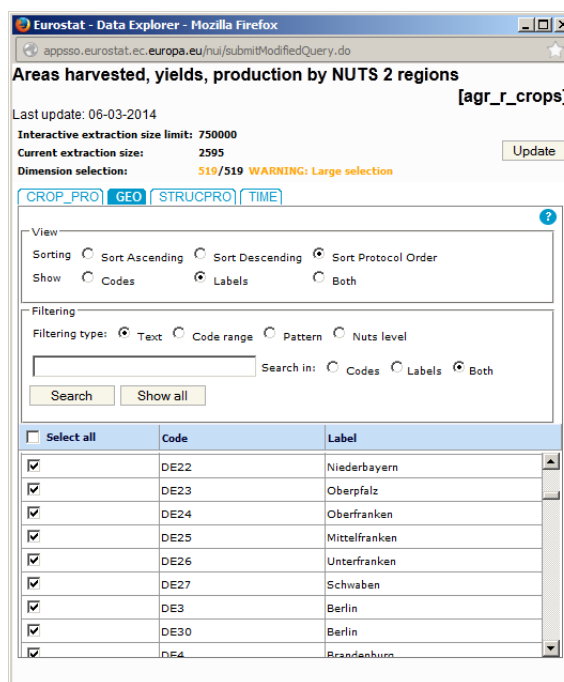 Eurostat - Data Explorer - Mozilla Firefox
appsso.eurostat.ec.europa.eu/nui/submitModifiedQuery.do
Areas harvested, yields, production by NUTS 2 regions
[agr_r_crops]
Last update: 06-03-2014
Interactive extraction size limit: 750000
Current extraction size: 2595
Update
Dimension selection: 519/519 WARNING: Large selection
CROP_PRO GEO STRUCPRO TIME
?
View
Sorting Sort Ascending Sort Descending Sort Protocol Order
Show Codes Labels Both
Filtering
Filtering type: Text Code range Pattern Nuts level
Search in: Codes Labels Both
Search Show all
Select all Code Label
DE22 Niederbayern
DE23 Oberpfalz
DE24 Oberfranken
DE25 Mittelfranken
DE26 Unterfranken
DE27 Schwaben
DE3 Berlin
DE30 Berlin
DE4 Brandenburg